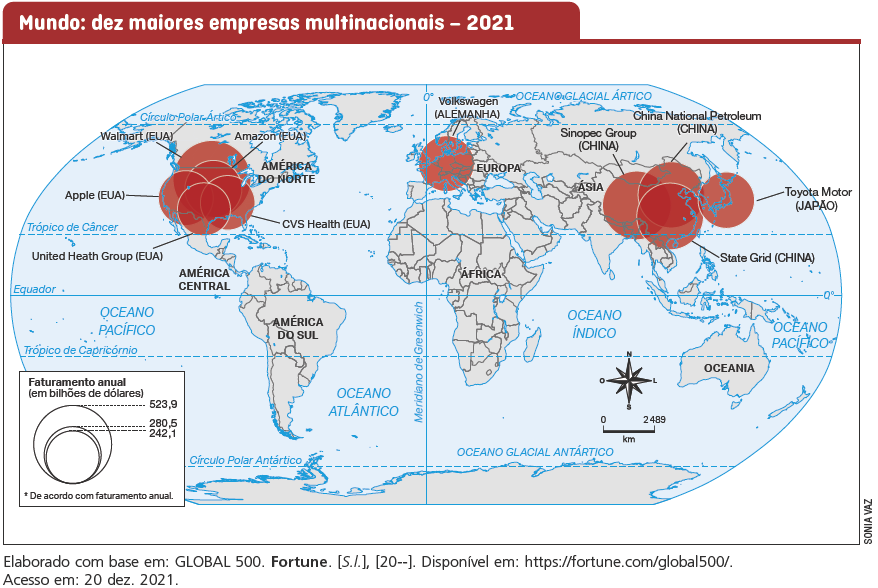 Mundo: dez maiores empresas multinacionais – 2021
OCEANO GLACIAL ÁRTICO
0°
Volkswagen
(ALEMANHA)
Círculo Polar Ártico
China National Petroleum
(CHINA)
Sinopec Group
(CHINA)
Walmart (EUA)
Amazon (EUA)
AMÉRICA
DO NORTE
EUROPA
ÁSIA
Apple (EUA)
Toyota Motor
(JAPÃO)
CVS Health (EUA)
Trópico de Câncer
United Heath Group (EUA)
State Grid (CHINA)
AMÉRICA
CENTRAL
ÁFRICA
Equador
0°
OCEANO
PACÍFICO
AMÉRICA
DO SUL
Meridiano de Greenwich
OCEANO
ÍNDICO
OCEANO
PACÍFICO
Trópico de Capricórnio
OCEANIA
N
O
L
S
OCEANO
ATLÂNTICO
0
2 489
km
Faturamento anual
(em bilhões de dólares)
523,9
280,5
242,1
* De acordo com faturamento anual.
Círculo Polar Antártico
OCEANO GLACIAL ANTÁRTICO
SONIA VAZ
Elaborado com base em: GLOBAL 500. Fortune. [S.l.], [20--]. Disponível em: https://fortune.com/global500/.
Acesso em: 20 dez. 2021.